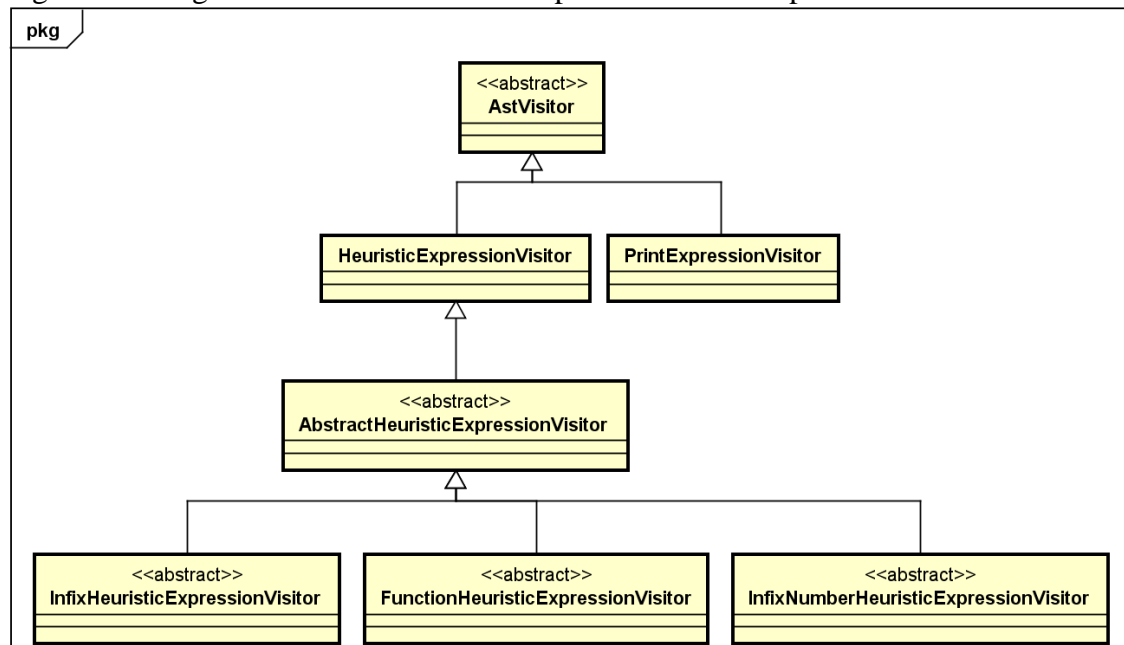 pkg
<<abstract>>
AstVisitor
HeuristicExpressionVisitor
PrintExpressionVisitor
<<abstract>>
AbstractHeuristicExpressionVisitor
<<abstract>>
InfixHeuristicExpressionVisitor
<<abstract>>
FunctionHeuristicExpressionVisitor
<<abstract>>
InfixNumberHeuristicExpressionVisitor